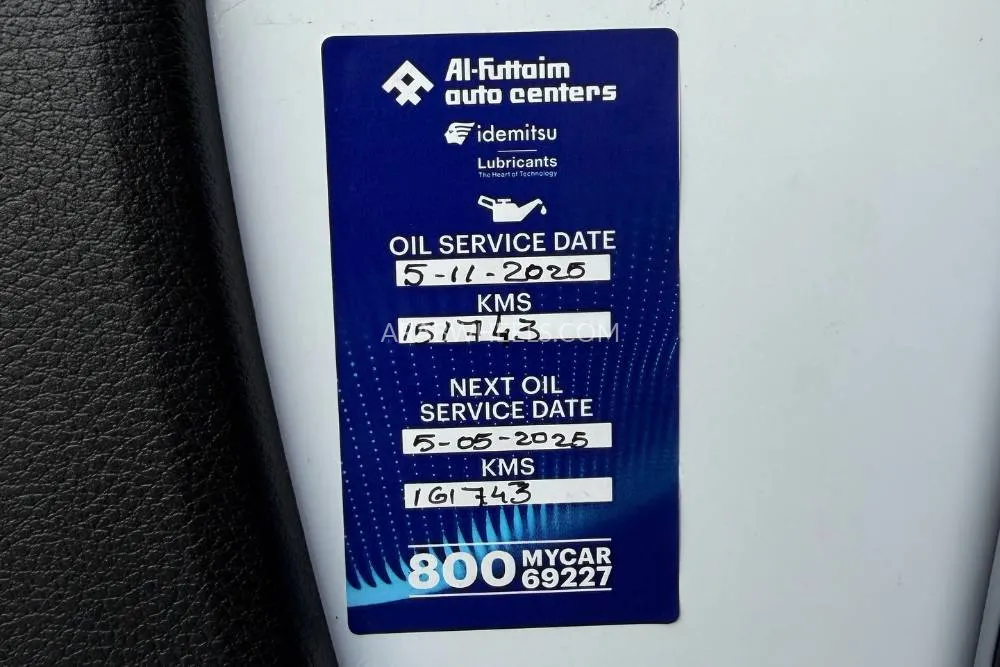 Al-Futtaim
auto centers
idemitsu
Lubricants
The Heart of Technology
OIL SERVICE DATE
5-11-2025
KMS
151743
NEXT OIL
SERVICE DATE
5-05-2025
KMS
161743
800 MYCAR
69227